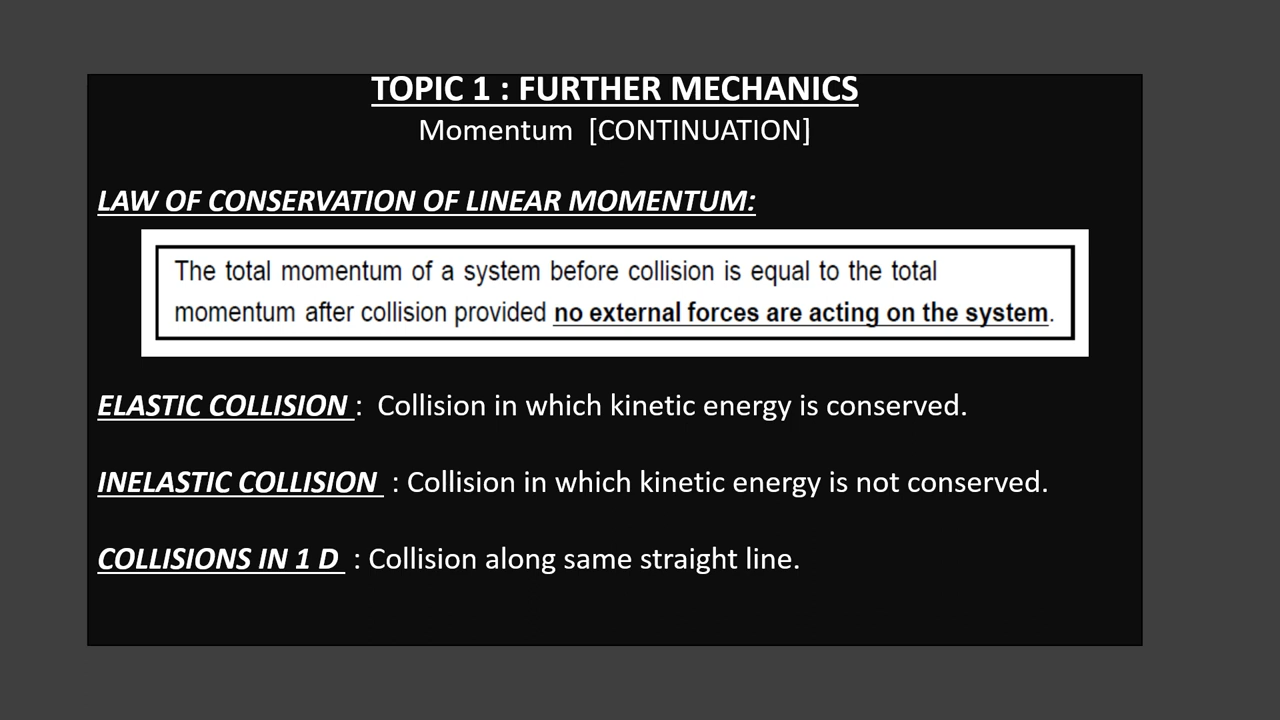 TOPIC 1 : FURTHER MECHANICS
Momentum [CONTINUATION]
LAW OF CONSERVATION OF LINEAR MOMENTUM:
The total momentum of a system before collision is equal to the total
momentum after collision provided no external forces are acting on the system.
ELASTIC COLLISION : Collision in which kinetic energy is conserved.
INELASTIC COLLISION : Collision in which kinetic energy is not conserved.
COLLISIONS IN 1 D : Collision along same straight line.